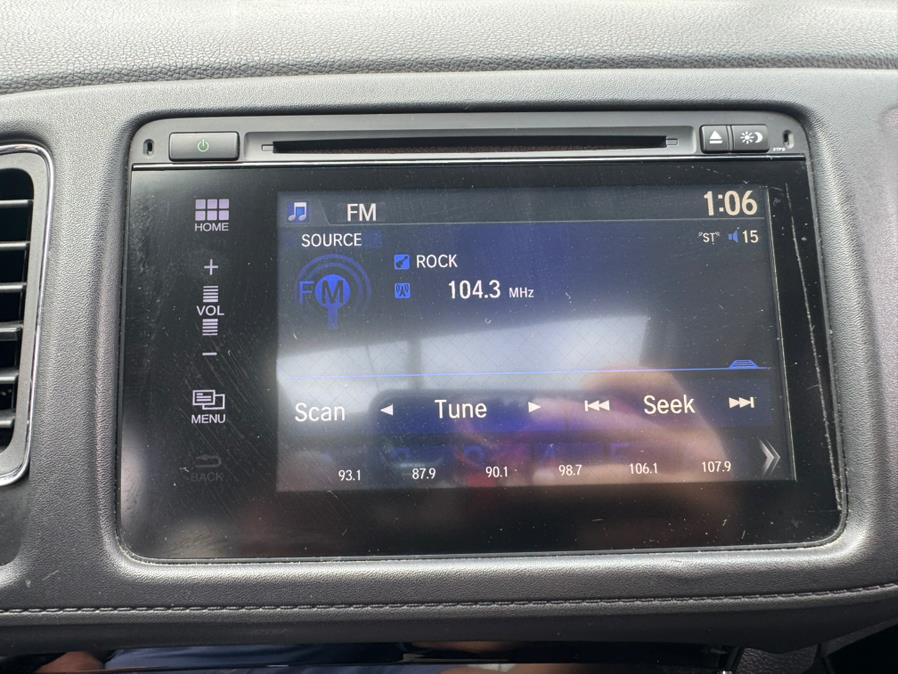 FM 1:06
HOME
SOURCE "ST" 15
ROCK
FM
104.3 MHz
+
VOL
−
Scan Tune Seek
MENU
BACK
93.1 87.9 90.1 98.7 106.1 107.9